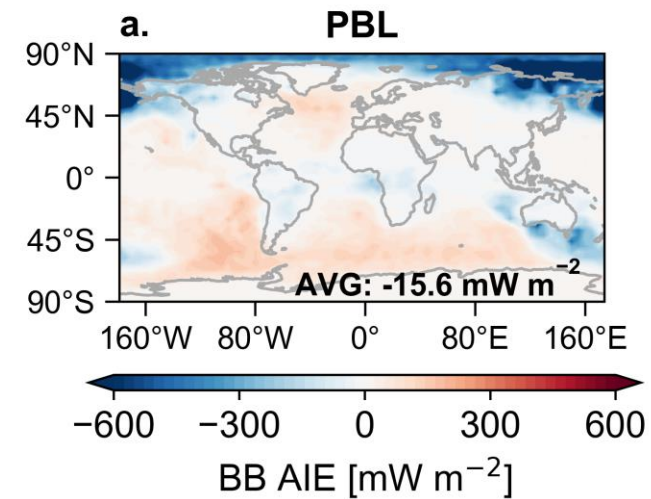 a. PBL
90°N
45°N
0°
45°S
90°S
AVG: -15.6 mW m⁻²
160°W 80°W 0° 80°E 160°E
−600 −300 0 300 600
BB AIE [mW m⁻²]